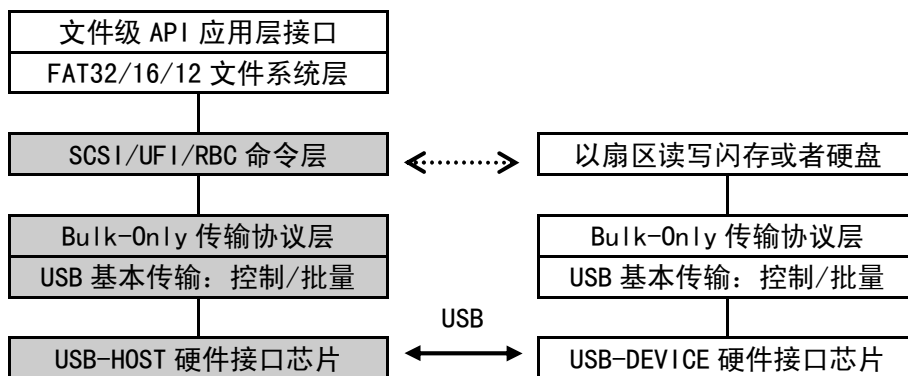 文件级 API 应用层接口
FAT32/16/12 文件系统层
SCSI/UFI/RBC 命令层
以扇区读写闪存或者硬盘
Bulk-Only 传输协议层
Bulk-Only 传输协议层
USB 基本传输：控制/批量
USB 基本传输：控制/批量
USB
USB-HOST 硬件接口芯片
USB-DEVICE 硬件接口芯片